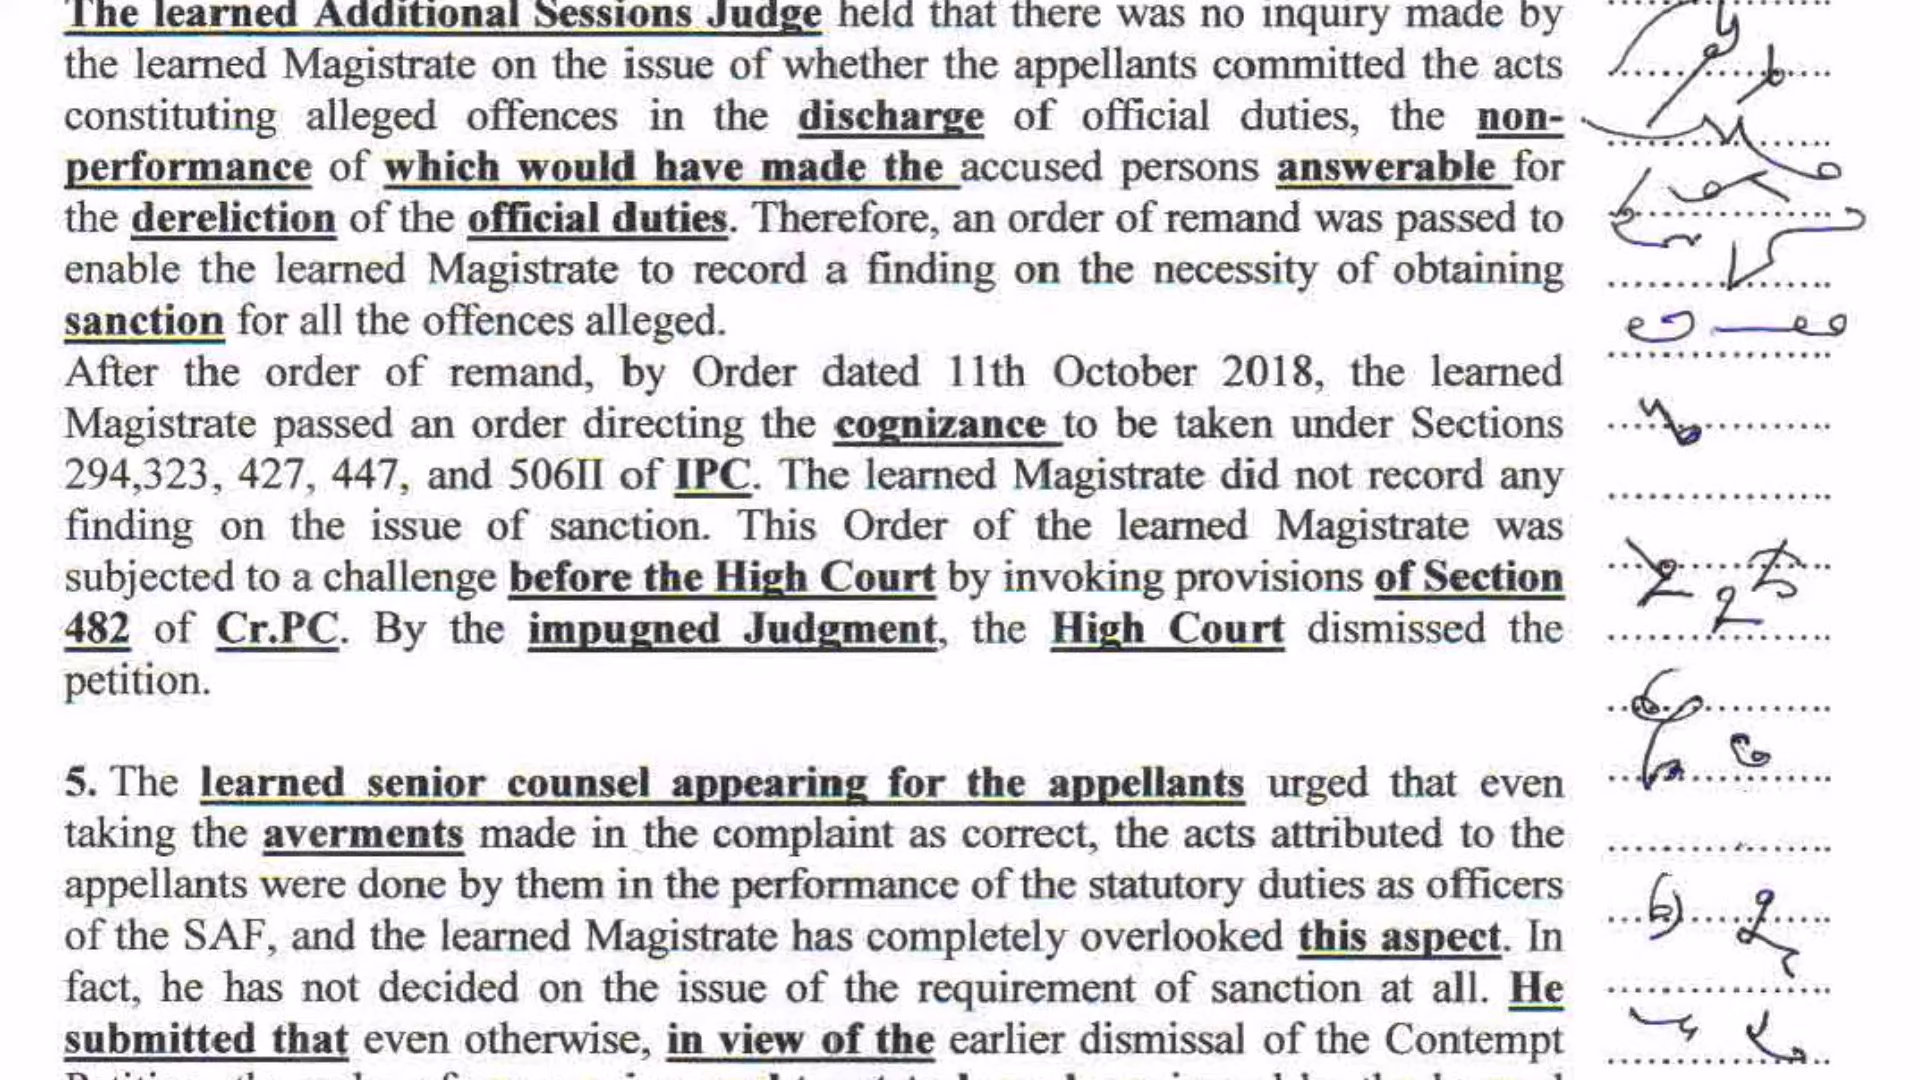 The learned Additional Sessions Judge held that there was no inquiry made by
the learned Magistrate on the issue of whether the appellants committed the acts
constituting alleged offences in the discharge of official duties, the non-
performance of which would have made the accused persons answerable for
the dereliction of the official duties. Therefore, an order of remand was passed to
enable the learned Magistrate to record a finding on the necessity of obtaining
sanction for all the offences alleged.
After the order of remand, by Order dated 11th October 2018, the learned
Magistrate passed an order directing the cognizance to be taken under Sections
294,323, 427, 447, and 506II of IPC. The learned Magistrate did not record any
finding on the issue of sanction. This Order of the learned Magistrate was
subjected to a challenge before the High Court by invoking provisions of Section
482 of Cr.PC. By the impugned Judgment, the High Court dismissed the
petition.
5. The learned senior counsel appearing for the appellants urged that even
taking the averments made in the complaint as correct, the acts attributed to the
appellants were done by them in the performance of the statutory duties as officers
of the SAF, and the learned Magistrate has completely overlooked this aspect. In
fact, he has not decided on the issue of the requirement of sanction at all. He
submitted that even otherwise, in view of the earlier dismissal of the Contempt